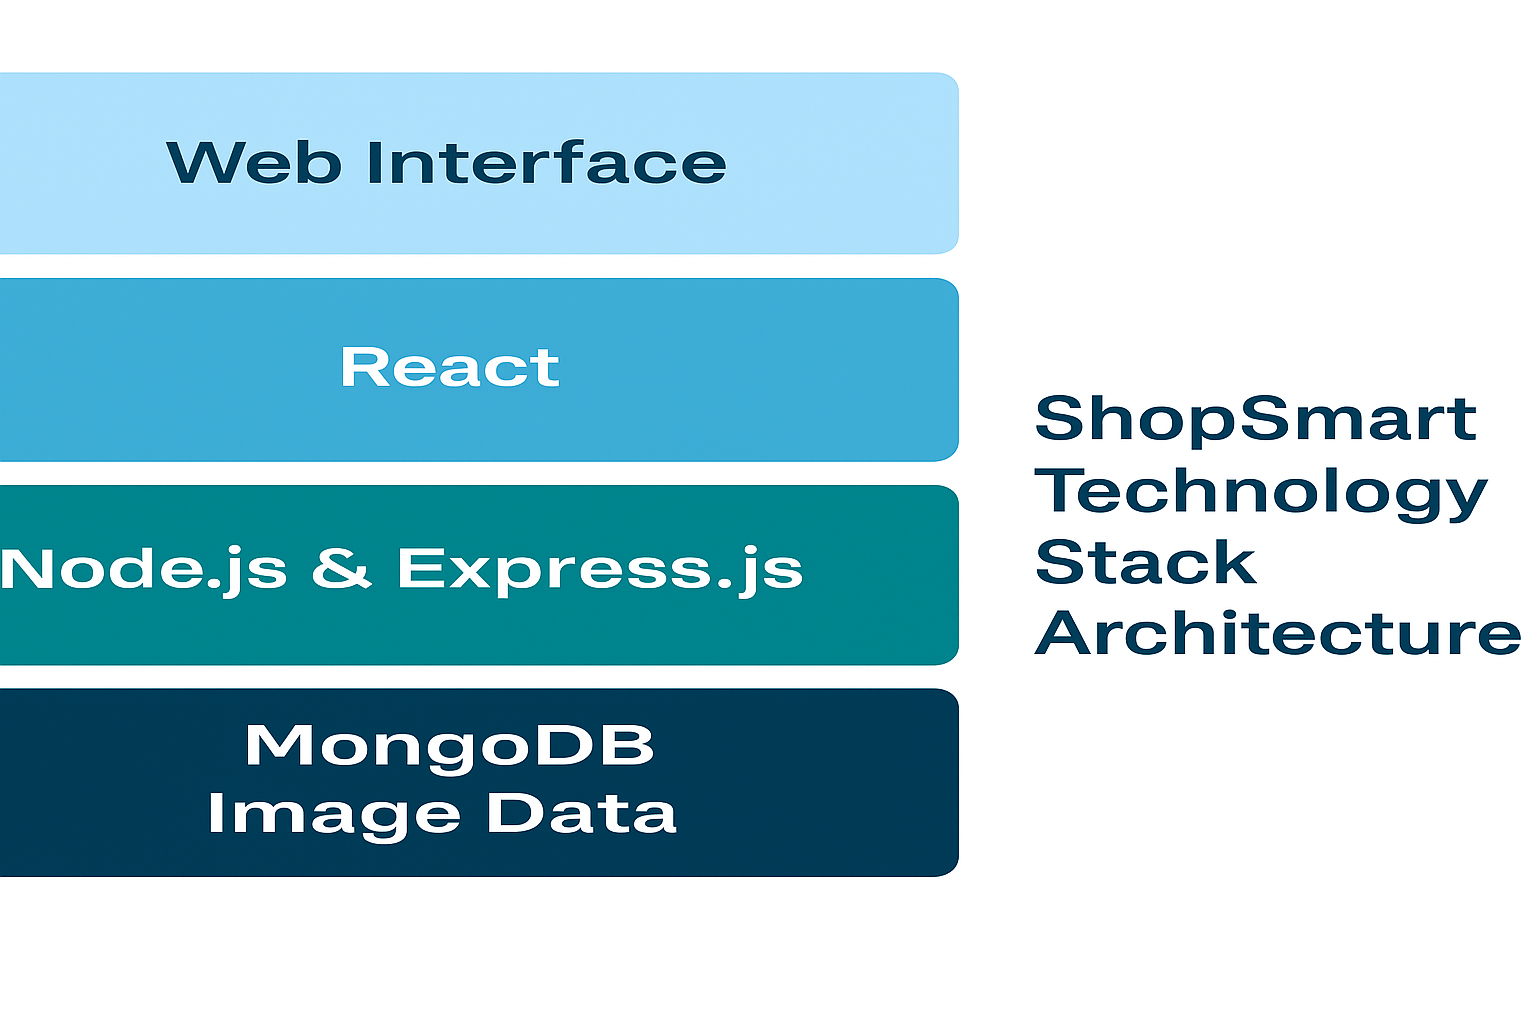 Web Interface
React
Node.js & Express.js
MongoDB
Image Data
ShopSmart
Technology
Stack
Architecture